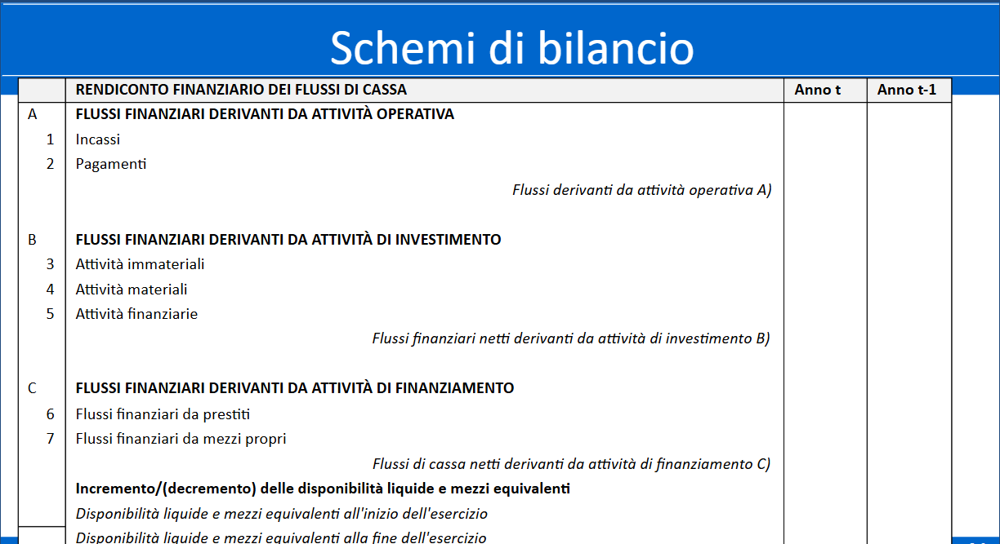 Schemi di bilancio
RENDICONTO FINANZIARIO DEI FLUSSI DI CASSA Anno t Anno t-1
A FLUSSI FINANZIARI DERIVANTI DA ATTIVITÀ OPERATIVA
1 Incassi
2 Pagamenti
Flussi derivanti da attività operativa A)
B FLUSSI FINANZIARI DERIVANTI DA ATTIVITÀ DI INVESTIMENTO
3 Attività immateriali
4 Attività materiali
5 Attività finanziarie
Flussi finanziari netti derivanti da attività di investimento B)
C FLUSSI FINANZIARI DERIVANTI DA ATTIVITÀ DI FINANZIAMENTO
6 Flussi finanziari da prestiti
7 Flussi finanziari da mezzi propri
Flussi di cassa netti derivanti da attività di finanziamento C)
Incremento/(decremento) delle disponibilità liquide e mezzi equivalenti
Disponibilità liquide e mezzi equivalenti all'inizio dell'esercizio
Disponibilità liquide e mezzi equivalenti alla fine dell'esercizio